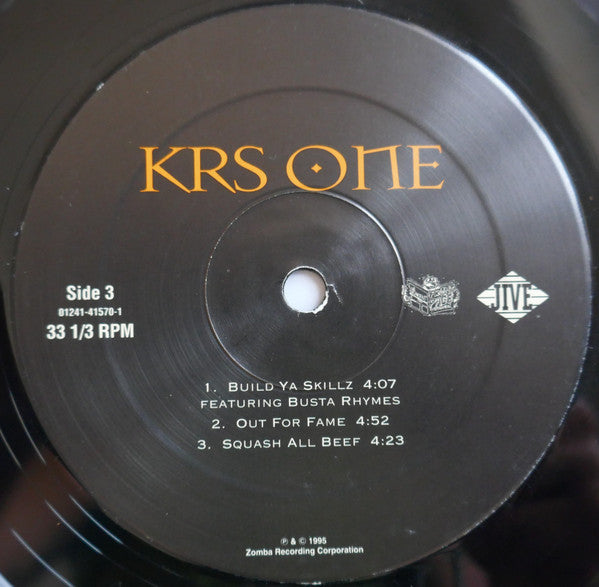 KRS ONE
Side 3
01241-41570-1
33 1/3 RPM
JIVE
1. BUILD YA SKILLZ 4:07
FEATURING BUSTA RHYMES
2. OUT FOR FAME 4:52
3. SQUASH ALL BEEF 4:23
℗ & © 1995
Zomba Recording Corporation